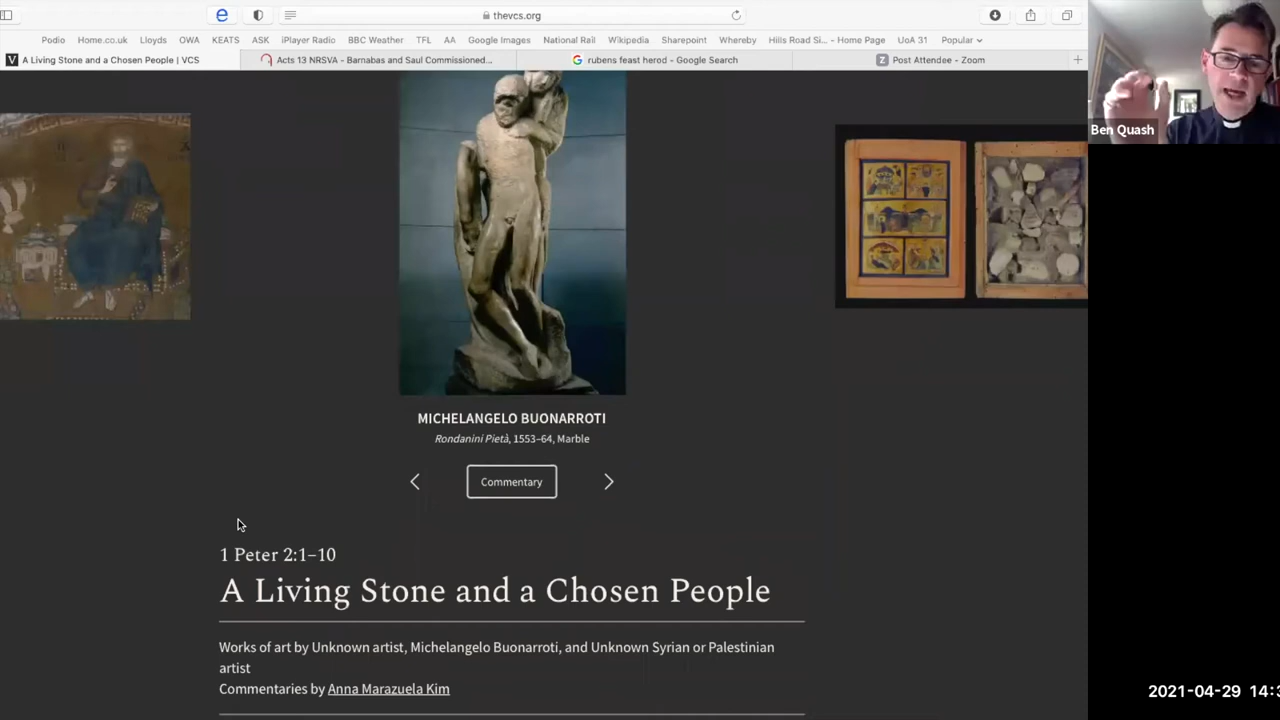 thevcs.org
Podio Home.co.uk Lloyds OWA KEATS ASK iPlayer Radio BBC Weather TFL AA Google Images National Rail Wikipedia Sharepoint Whereby Hills Road Si... - Home Page UoA 31 Popular
V A Living Stone and a Chosen People | VCS Acts 13 NRSVA - Barnabas and Saul Commissioned... G rubens feast herod - Google Search Z Post Attendee - Zoom
Ben Quash
MICHELANGELO BUONARROTI
Rondanini Pietà, 1553–64, Marble
Commentary
1 Peter 2:1–10
A Living Stone and a Chosen People
Works of art by Unknown artist, Michelangelo Buonarroti, and Unknown Syrian or Palestinian
artist
Commentaries by Anna Marazuela Kim
2021-04-29 14:3